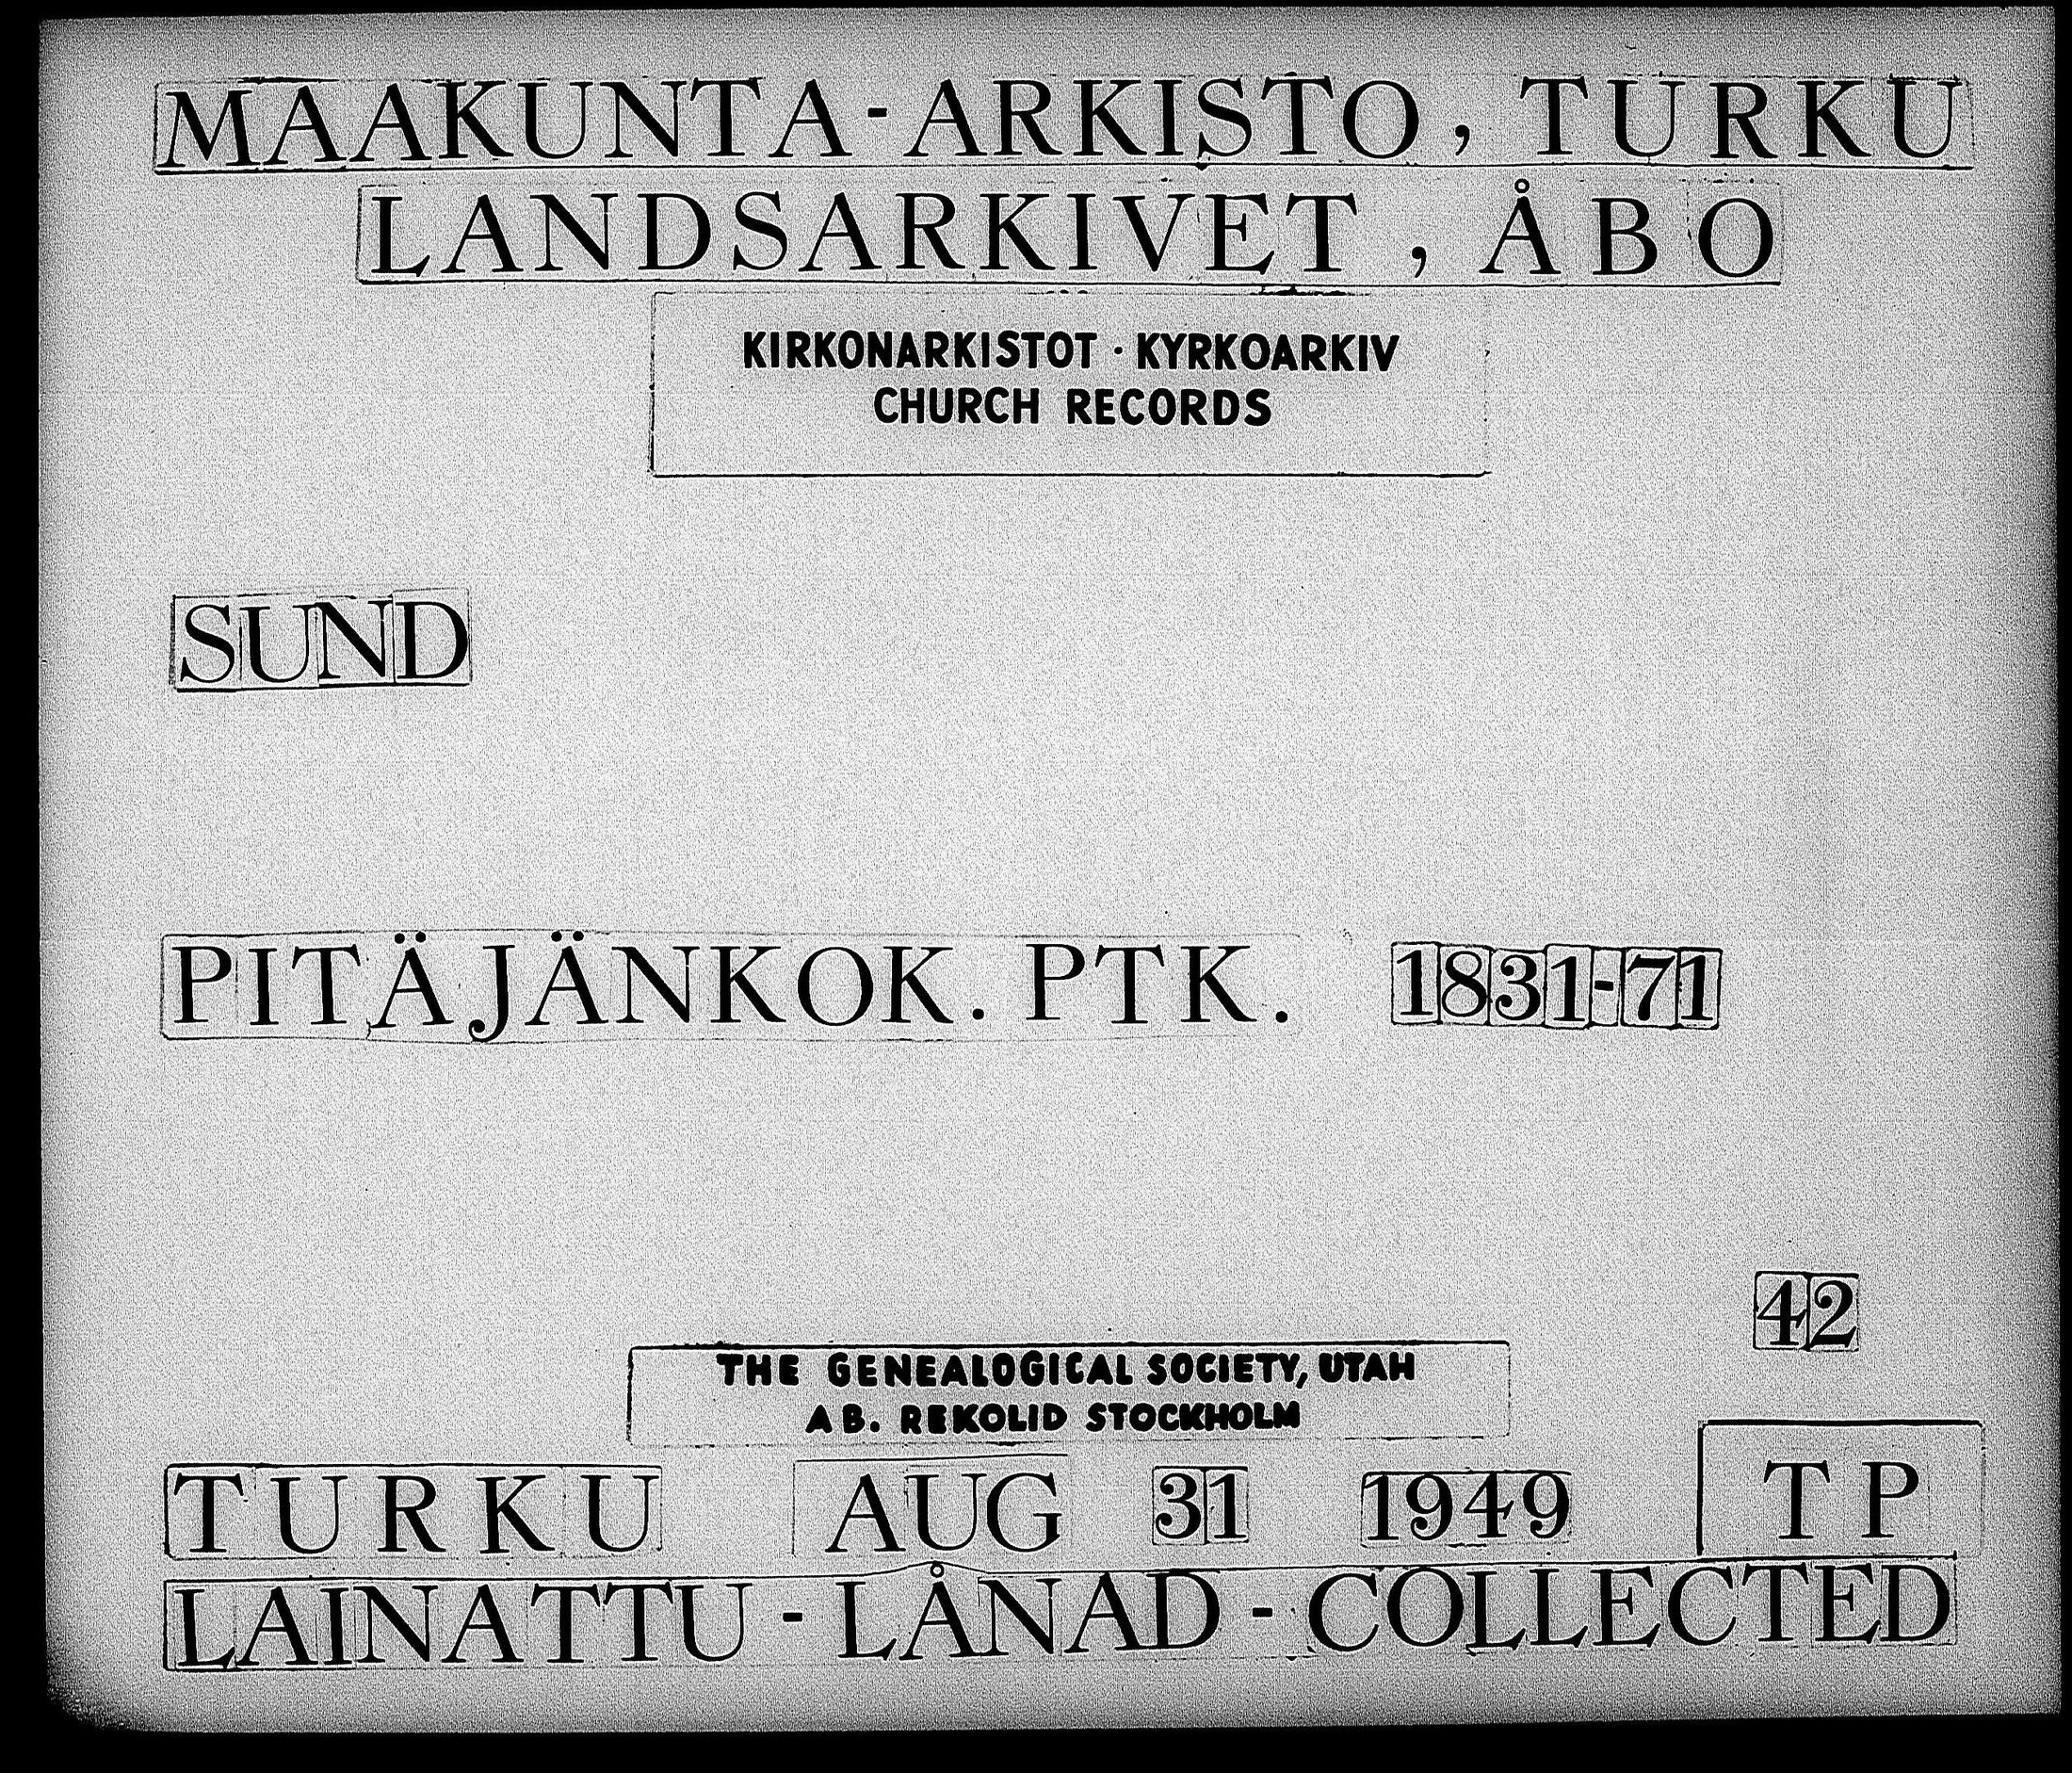 MAAKUNTA-ARKISTO, TURKU
LANDSARKIVET, ÅBO
KIRKONARKISTOT · KYRKOARKIV
CHURCH RECORDS
SUND
PITÄJÄNKOK. PTK. 1831-71
42
THE GENEALOGICAL SOCIETY, UTAH
AB. REKOLID STOCKHOLM
TURKU AUG 31 1949 TP
LAINATTU - LÅNAD - COLLECTED